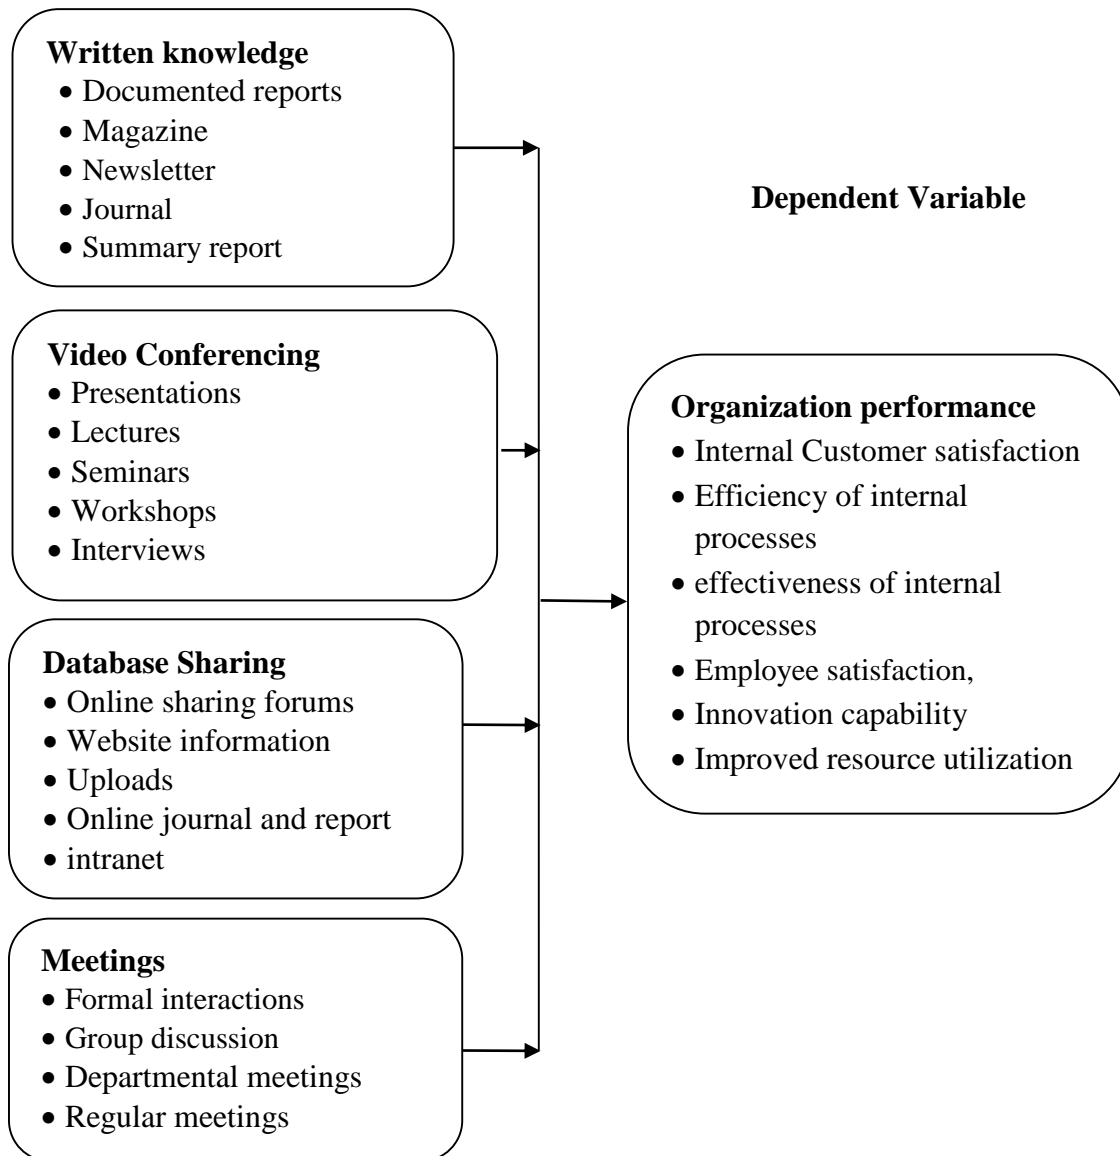 Written knowledge
• Documented reports
• Magazine
• Newsletter
• Journal
• Summary report
Dependent Variable
Video Conferencing
• Presentations
• Lectures
• Seminars
• Workshops
• Interviews
Organization performance
• Internal Customer satisfaction
• Efficiency of internal
processes
• effectiveness of internal
processes
• Employee satisfaction,
• Innovation capability
• Improved resource utilization
Database Sharing
• Online sharing forums
• Website information
• Uploads
• Online journal and report
• intranet
Meetings
• Formal interactions
• Group discussion
• Departmental meetings
• Regular meetings